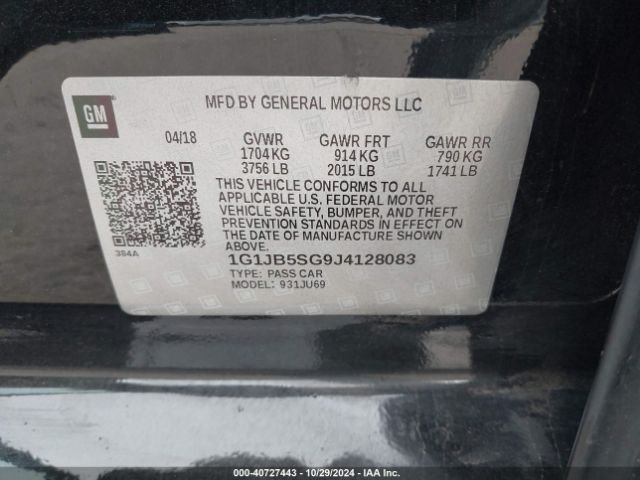 GM
MFD BY GENERAL MOTORS LLC
04/18 GVWR GAWR FRT GAWR RR
1704 KG 914 KG 790 KG
3756 LB 2015 LB 1741 LB
THIS VEHICLE CONFORMS TO ALL
APPLICABLE U.S. FEDERAL MOTOR
VEHICLE SAFETY, BUMPER, AND THEFT
PREVENTION STANDARDS IN EFFECT ON
THE DATE OF MANUFACTURE SHOWN
ABOVE.
384A
1G1JB5SG9J4128083
TYPE: PASS CAR
MODEL: 931JU69
000-40727443 • 10/29/2024 • IAA Inc.